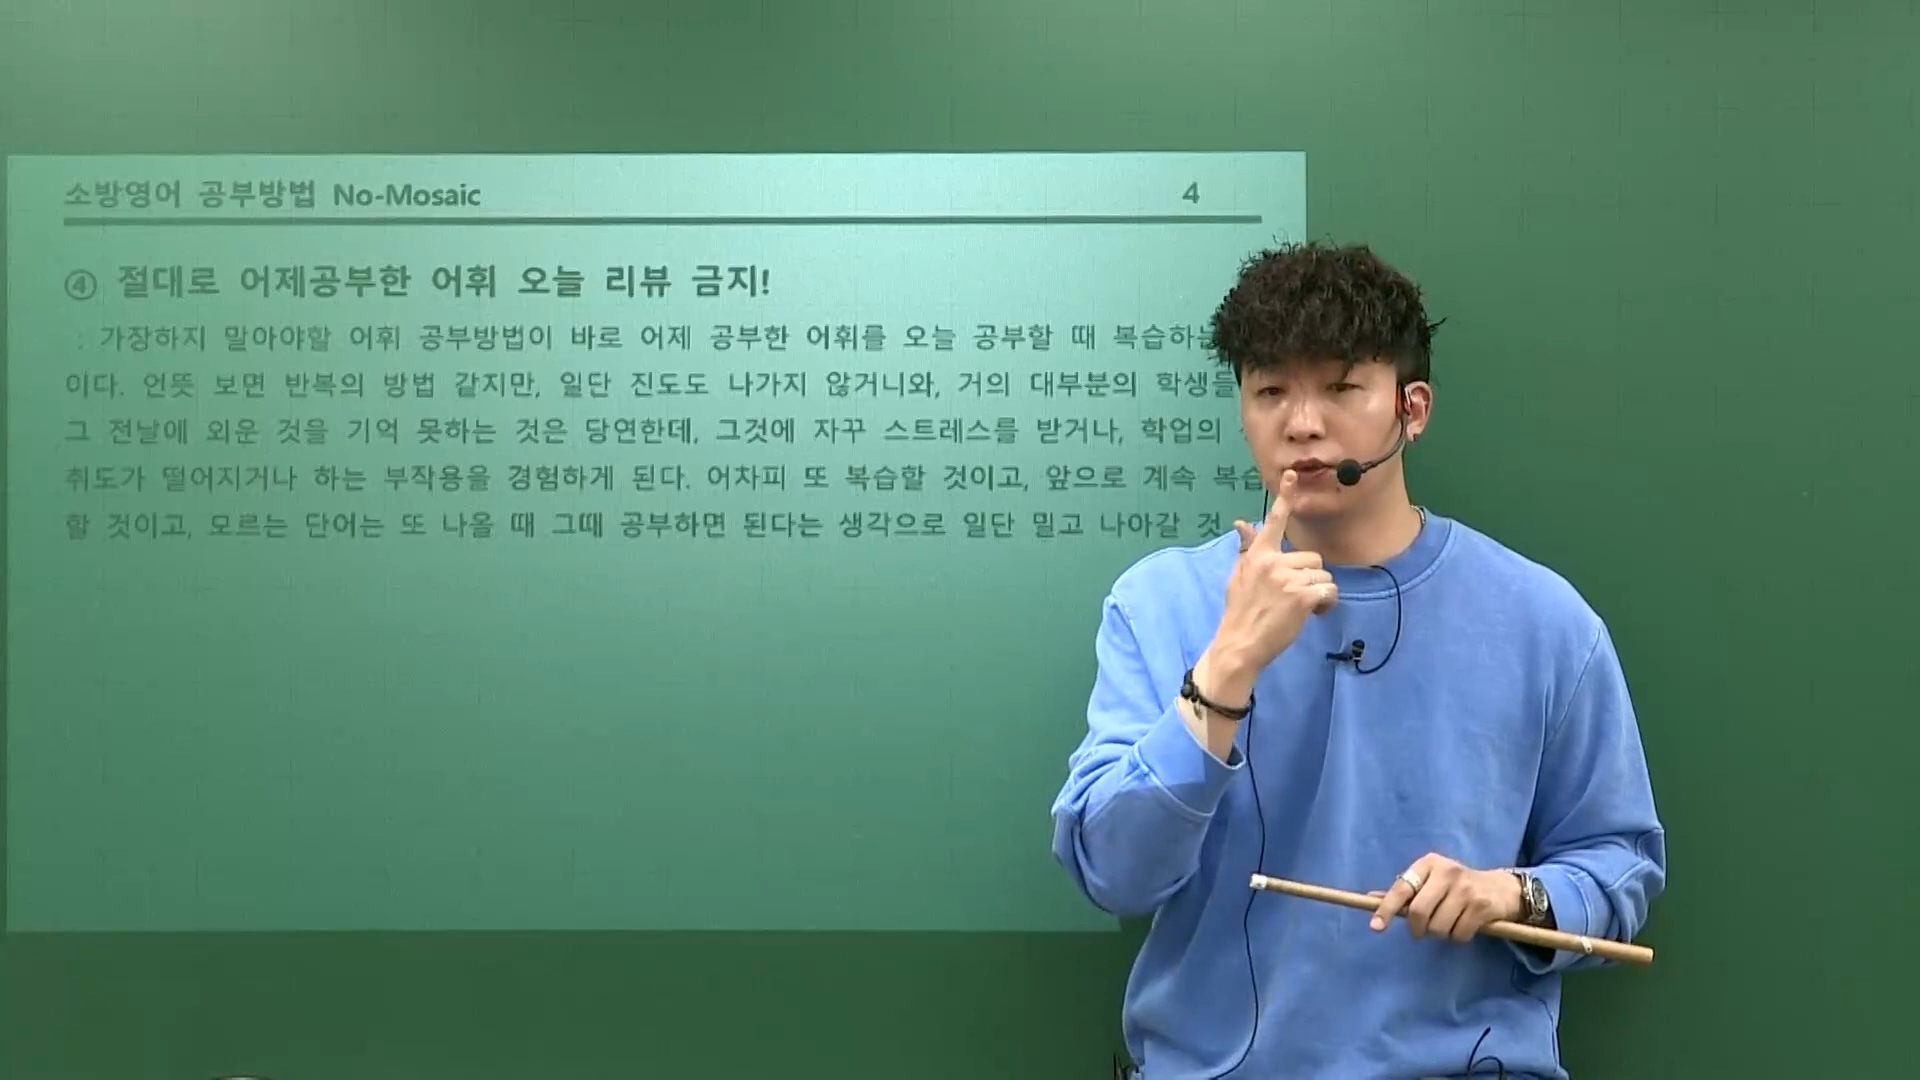 소방영어 공부방법 No-Mosaic 4
④ 절대로 어제공부한 어휘 오늘 리뷰 금지!
: 가장하지 말아야할 어휘 공부방법이 바로 어제 공부한 어휘를 오늘 공부할 때
이다. 언뜻 보면 반복의 방법 같지만, 일단 진도도 나가지 않거니와, 거의 대부분의
그 전날에 외운 것을 기억 못하는 것은 당연한데, 그것에 자꾸 스트레스를 받거나, 학업의
취도가 떨어지거나 하는 부작용을 경험하게 된다. 어차피 또 복습할 것이고, 앞으로 계속 복습
할 것이고, 모르는 단어는 또 나올 때 그때 공부하면 된다는 생각으로 일단 밀고 나아갈 것